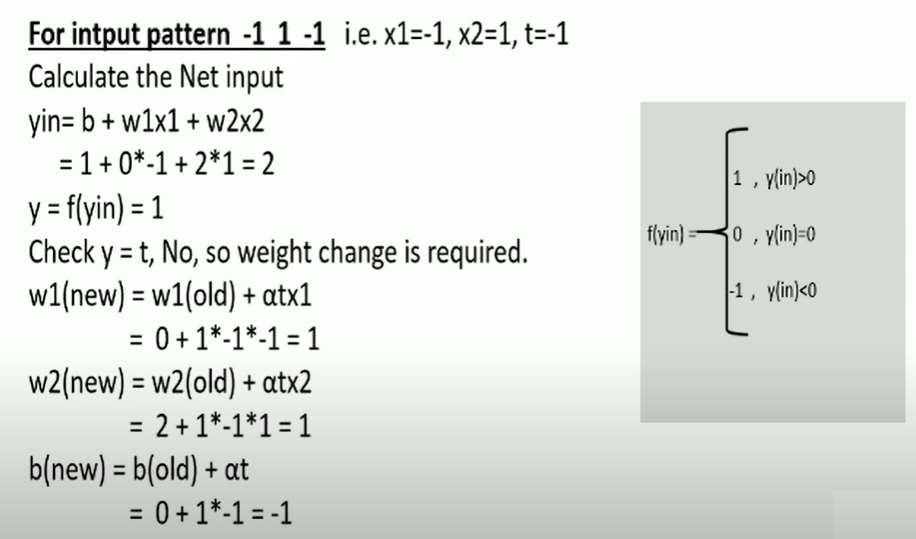 For intput pattern -1 1 -1 i.e. x1=-1, x2=1, t=-1
Calculate the Net input
yin= b + w1x1 + w2x2
= 1 + 0*-1 + 2*1 = 2
y = f(yin) = 1
Check y = t, No, so weight change is required.
w1(new) = w1(old) + αtx1
= 0 + 1*-1*-1 = 1
w2(new) = w2(old) + αtx2
= 2 + 1*-1*1 = 1
b(new) = b(old) + αt
= 0 + 1*-1 = -1
1 , y(in)>0
f(yin) = 0 , y(in)=0
-1 , y(in)<0